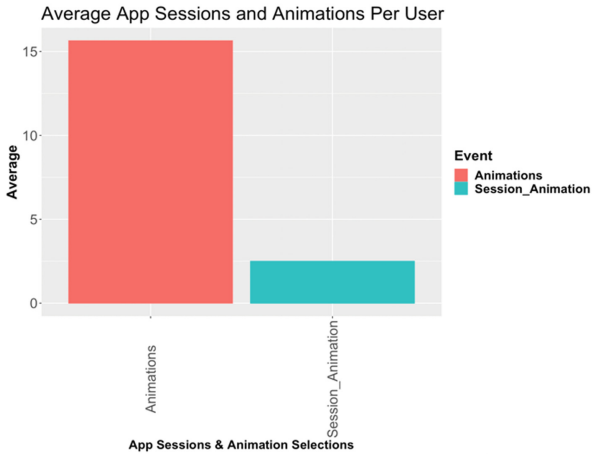 Average App Sessions and Animations Per User
15
10
5
0
Average
Animations
Session_Animation
App Sessions & Animation Selections
Event
Animations
Session_Animation